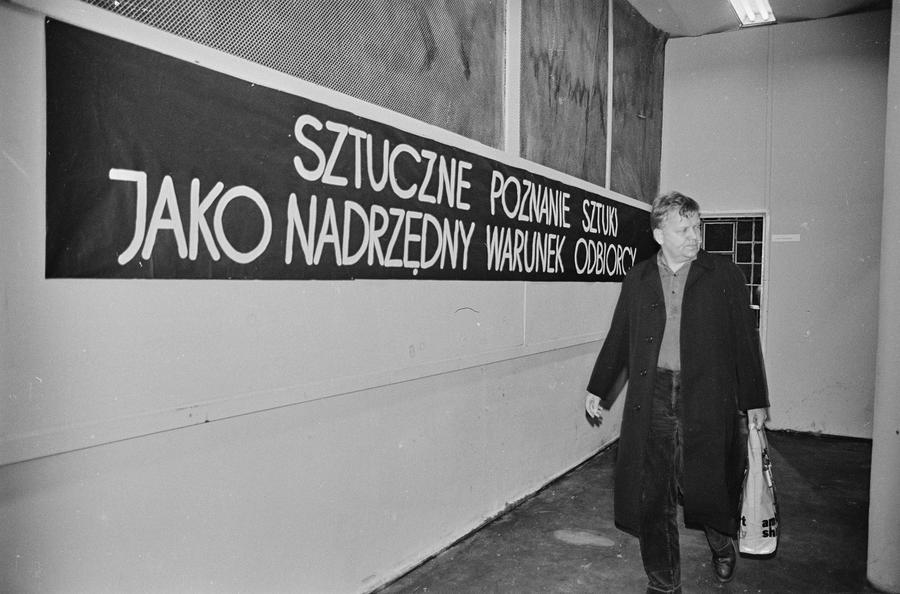 SZTUCZNE POZNANIE SZTUKI
JAKO NADRZĘDNY WARUNEK ODBIORCY